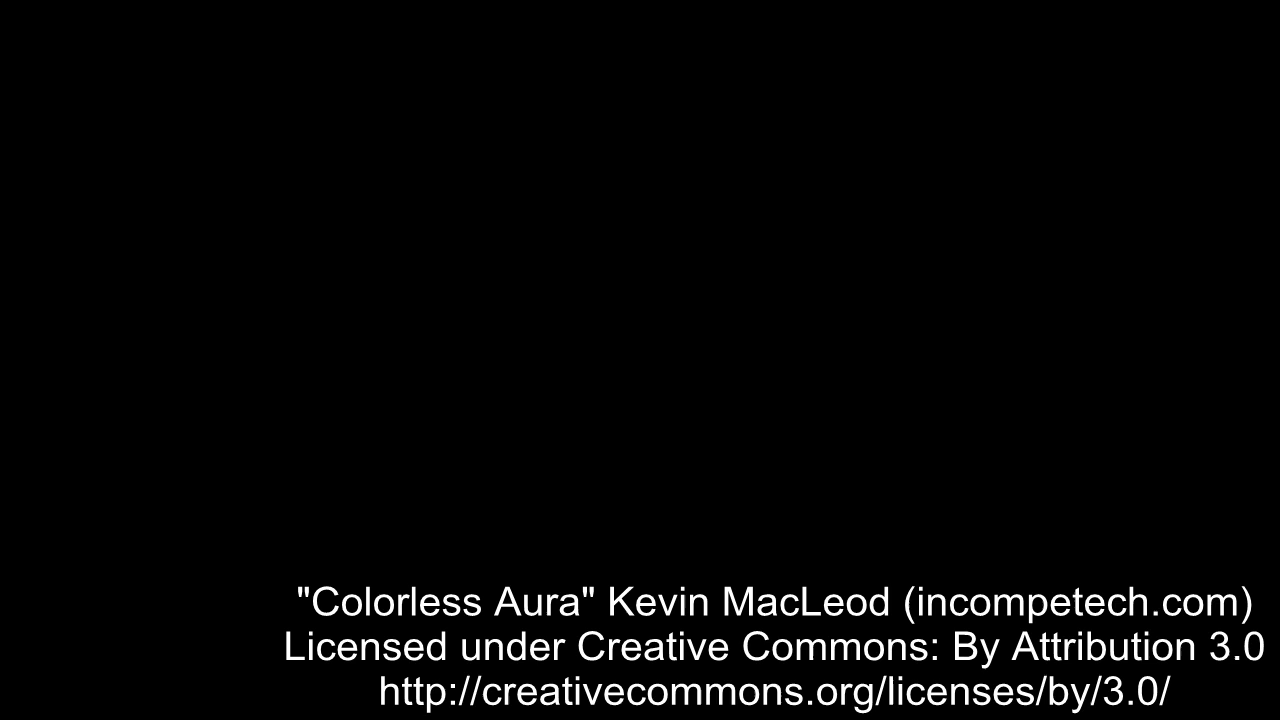 "Colorless Aura" Kevin MacLeod (incompetech.com)
Licensed under Creative Commons: By Attribution 3.0
http://creativecommons.org/licenses/by/3.0/